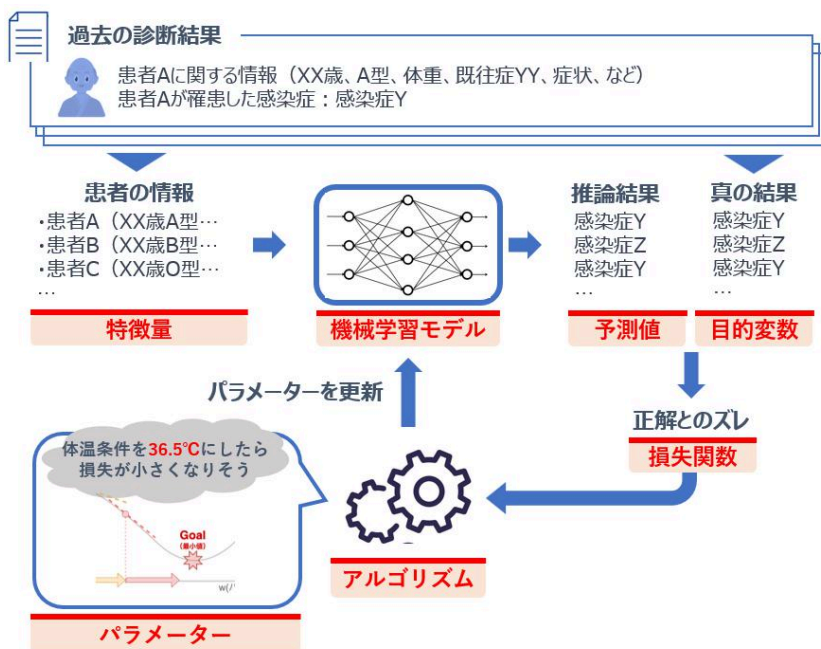 過去の診断結果
患者Aに関する情報（XX歳、A型、体重、既往症YY、症状、など）
患者Aが罹患した感染症：感染症Y
患者の情報
・患者A（XX歳A型…
・患者B（XX歳B型…
・患者C（XX歳O型…
…
特徴量
機械学習モデル
推論結果
感染症Y
感染症Z
感染症Y
…
予測値
真の結果
感染症Y
感染症Z
感染症Y
…
目的変数
パラメーターを更新
正解とのズレ
損失関数
体温条件を36.5℃にしたら
損失が小さくなりそう
Goal
(最小値)
アルゴリズム
パラメーター